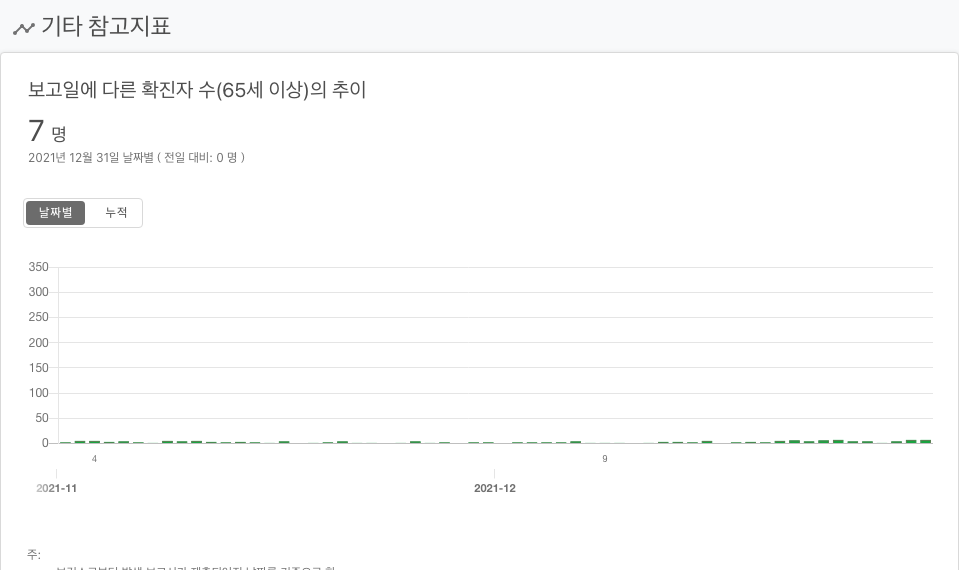 기타 참고지표
보고일에 다른 확진자 수(65세 이상)의 추이
7 명
2021년 12월 31일 날짜별 ( 전일 대비: 0 명 )
날짜별 누적
350
300
250
200
150
100
50
0
4 9
2021-11 2021-12
주: